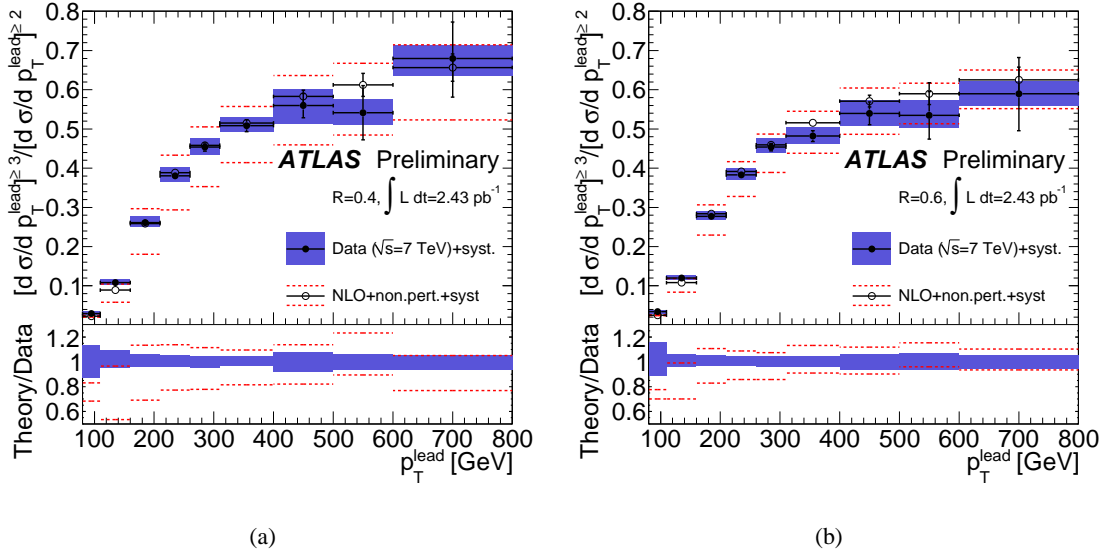 [d σ/d p_T^lead]^≥3/[d σ/d p_T^lead]^≥2
0.8
0.7
0.6
0.5
0.4
0.3
0.2
0.1
ATLAS Preliminary
R=0.4, ∫ L dt=2.43 pb^-1
Data (√s=7 TeV)+syst.
NLO+non.pert.+syst
Theory/Data
1.2
1
0.8
0.6
100 200 300 400 500 600 700 800
p_T^lead [GeV]
(a)
[d σ/d p_T^lead]^≥3/[d σ/d p_T^lead]^≥2
0.8
0.7
0.6
0.5
0.4
0.3
0.2
0.1
ATLAS Preliminary
R=0.6, ∫ L dt=2.43 pb^-1
Data (√s=7 TeV)+syst.
NLO+non.pert.+syst
Theory/Data
1.2
1
0.8
0.6
100 200 300 400 500 600 700 800
p_T^lead [GeV]
(b)